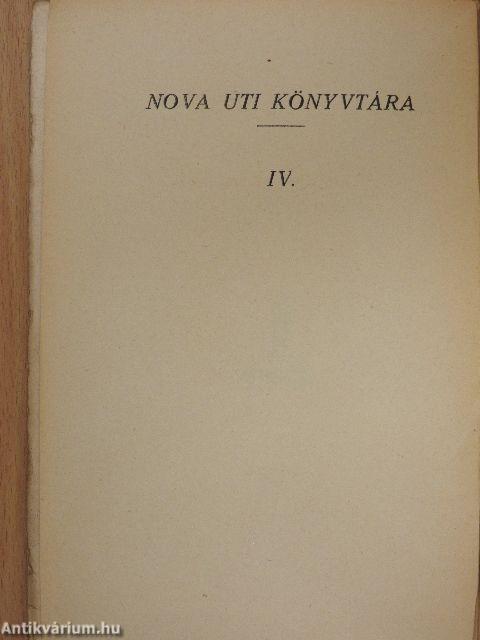 NOVA UTI KÖNYVTÁRA
IV.
Antikvárium.hu